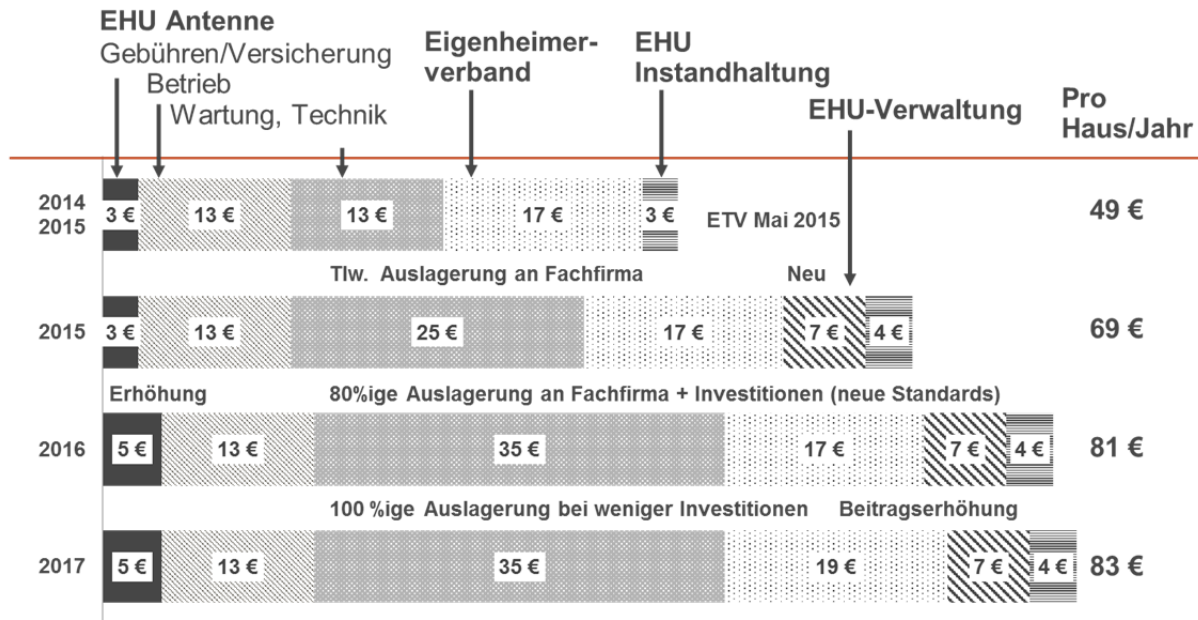 EHU Antenne
Gebühren/Versicherung
Betrieb
Wartung, Technik
Eigenheimer-
verband
EHU
Instandhaltung
EHU-Verwaltung
Pro
Haus/Jahr
2014
2015
3 € 13 € 13 € 17 € 3 €
ETV Mai 2015
49 €
Tlw. Auslagerung an Fachfirma
Neu
2015
3 € 13 € 25 € 17 € 7 € 4 €
69 €
Erhöhung
80%ige Auslagerung an Fachfirma + Investitionen (neue Standards)
2016
5 € 13 € 35 € 17 € 7 € 4 €
81 €
100 %ige Auslagerung bei weniger Investitionen
Beitragserhöhung
2017
5 € 13 € 35 € 19 € 7 € 4 €
83 €